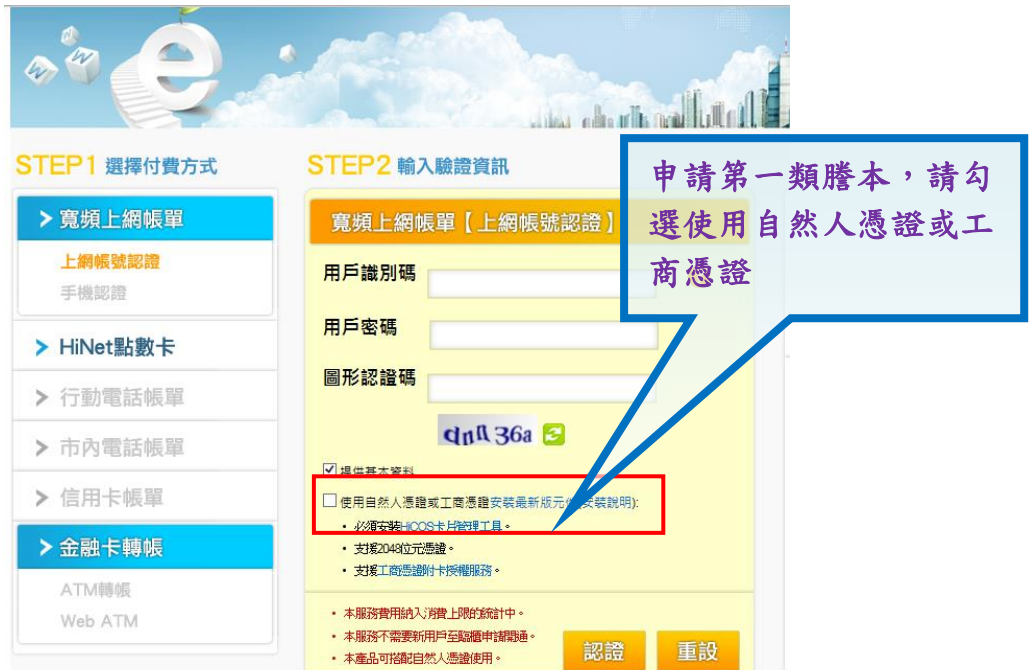 W
W
W
e
STEP1 選擇付費方式
> 寬頻上網帳單
上網帳號認證
手機認證
> HiNet點數卡
> 行動電話帳單
> 市內電話帳單
> 信用卡帳單
> 金融卡轉帳
ATM轉帳
Web ATM
STEP2 輸入驗證資訊
寬頻上網帳單【上網帳號認證】
用戶識別碼
用戶密碼
圖形認證碼
dnn 36a
提供基本資料
使用自然人憑證或工商憑證安裝最新版元件(安裝說明):
• 必須安裝HiCOS卡片管理工具。
• 支援2048位元憑證。
• 支援工商憑證附卡授權服務。
• 本服務費用納入消費上限的統計中。
• 本服務不需要新用戶至臨櫃申請開通。
• 本產品可搭配自然人憑證使用。
認證
重設
申請第一類謄本，請勾
選使用自然人憑證或工
商憑證